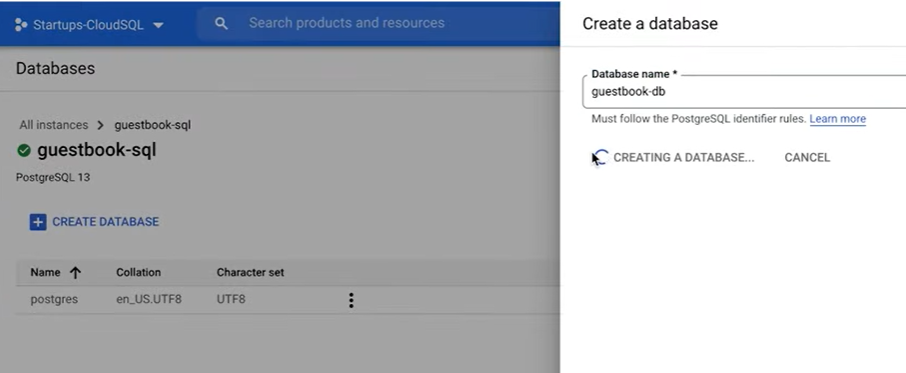 Startups-CloudSQL
Search products and resources
Databases
All instances > guestbook-sql
guestbook-sql
PostgreSQL 13
CREATE DATABASE
Name Collation Character set
postgres en_US.UTF8 UTF8
Create a database
Database name *
guestbook-db
Must follow the PostgreSQL identifier rules. Learn more
CREATING A DATABASE... CANCEL